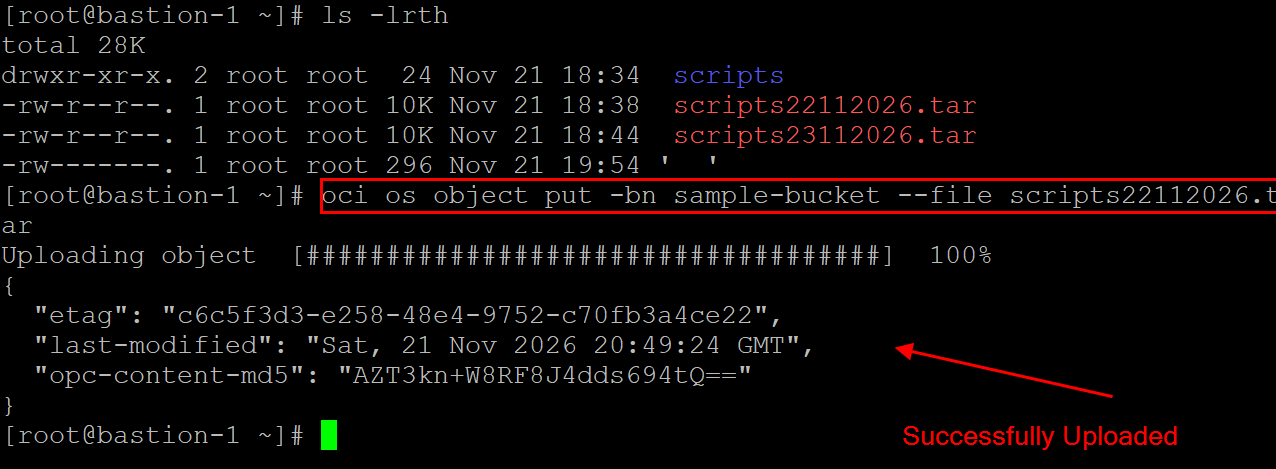 [root@bastion-1 ~]# ls -lrth
total 28K
drwxr-xr-x. 2 root root  24 Nov 21 18:34  scripts
-rw-r--r--. 1 root root 10K Nov 21 18:38  scripts22112026.tar
-rw-r--r--. 1 root root 10K Nov 21 18:44  scripts23112026.tar
-rw-------. 1 root root 296 Nov 21 19:54 '  '
[root@bastion-1 ~]# oci os object put -bn sample-bucket --file scripts22112026.t
ar
Uploading object  [####################################]  100%
{
  "etag": "c6c5f3d3-e258-48e4-9752-c70fb3a4ce22",
  "last-modified": "Sat, 21 Nov 2026 20:49:24 GMT",
  "opc-content-md5": "AZT3kn+W8RF8J4dds694tQ=="
}
[root@bastion-1 ~]#
Successfully Uploaded